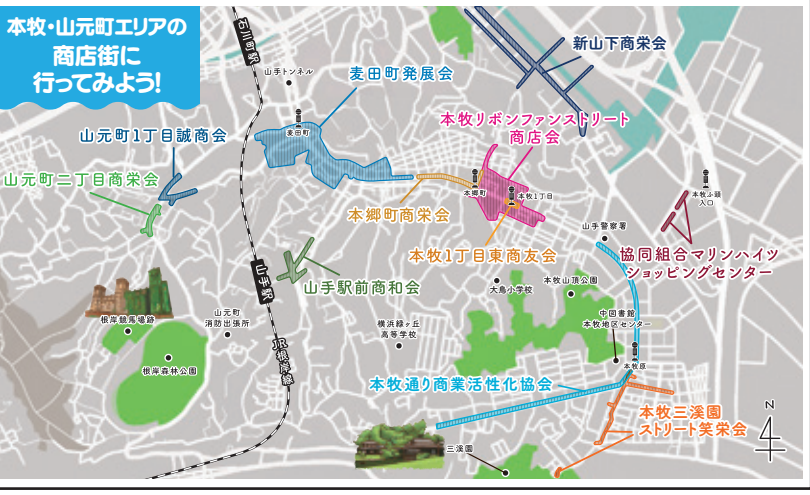 本牧・山元町エリアの
商店街に
行ってみよう!
石川町駅
山手トンネル
麦田町発展会
新山下商栄会
麦田町
山元町1丁目誠商会
本牧リボンファンストリート
商店会
山元町二丁目商栄会
本郷町
本牧1丁目
本牧ふ頭
入口
本郷町商栄会
山手警察署
本牧1丁目東商友会
協同組合マリンハイツ
ショッピングセンター
山手駅
山手駅前商和会
本牧山頂公園
大鳥小学校
根岸競馬場跡
山元町
消防出張所
横浜緑ヶ丘
高等学校
中図書館
本牧地区センター
JR根岸線
根岸森林公園
本牧原
本牧通り商業活性化協会
本牧三溪園
ストリート笑栄会
三溪園
N